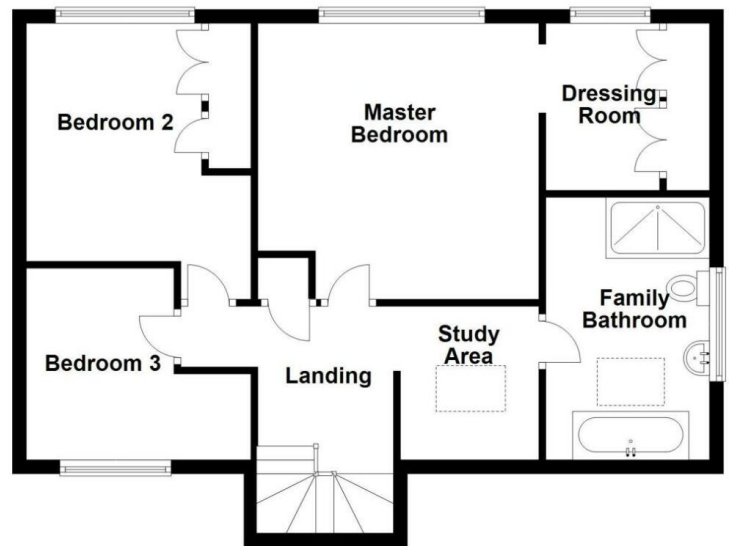 Bedroom 2
Master
Bedroom
Dressing
Room
Bedroom 3
Landing
Study
Area
Family
Bathroom